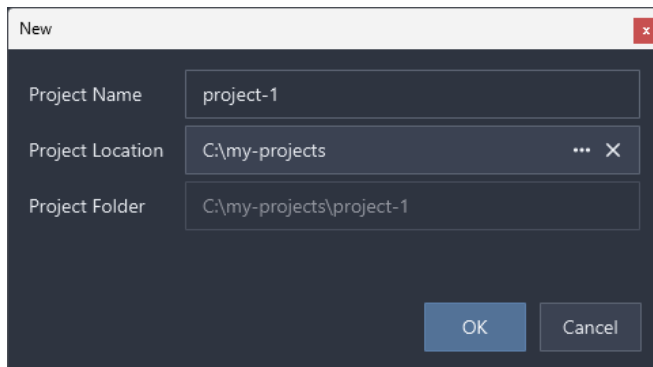 New
x
Project Name project-1
Project Location C:\my-projects ... ×
Project Folder C:\my-projects\project-1
OK Cancel